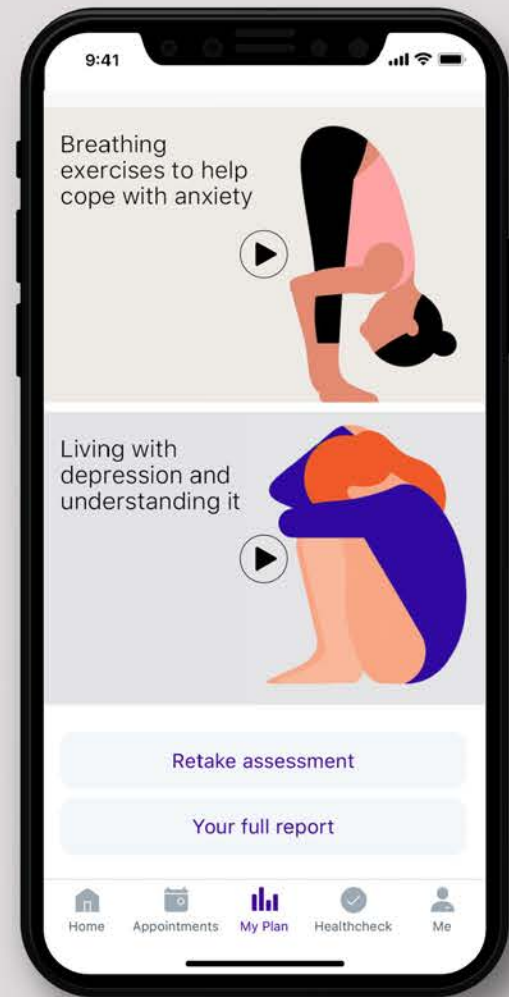 9:41
Breathing
exercises to help
cope with anxiety
Living with
depression and
understanding it
Retake assessment
Your full report
Home Appointments My Plan Healthcheck Me